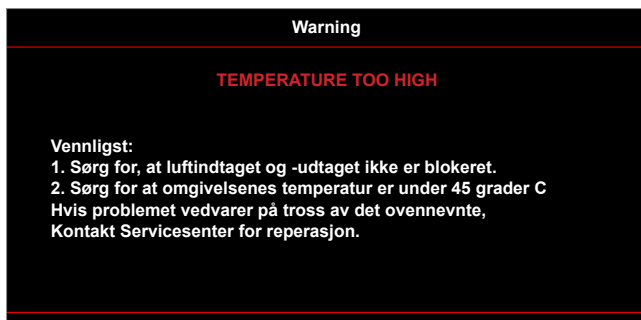 Warning
TEMPERATURE TOO HIGH
Vennligst:
1. Sørg for, at luftindtaget og -udtaget ikke er blokeret.
2. Sørg for at omgivelsenes temperatur er under 45 grader C
Hvis problemet vedvarer på tross av det ovennevnte,
Kontakt Servicesenter for reperasjon.